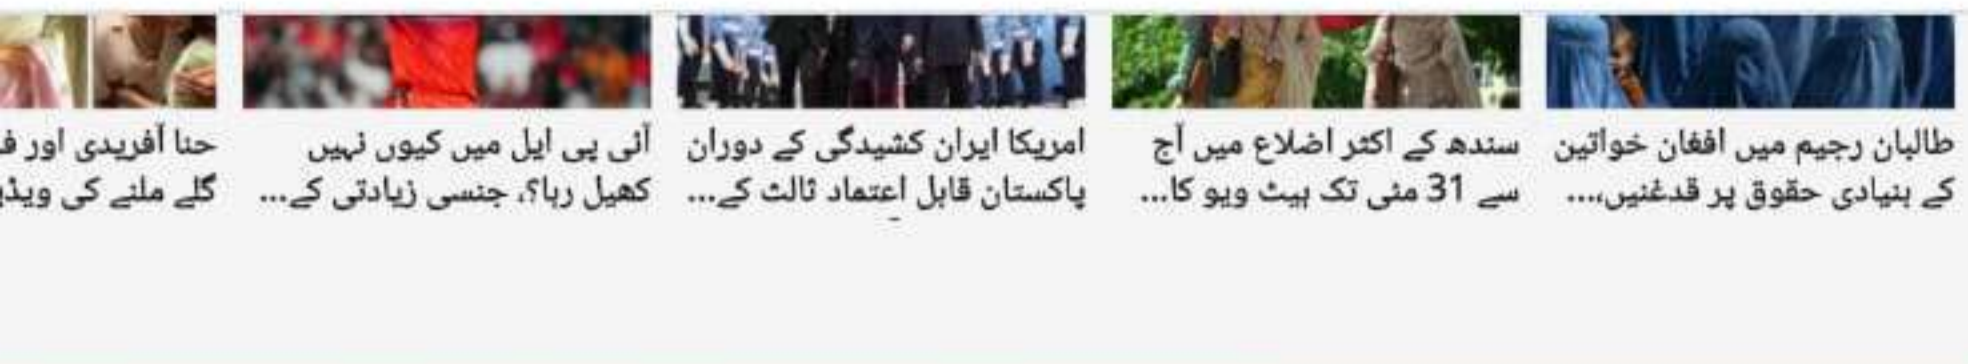 طالبان رجیم میں افغان خواتین
کے بنیادی حقوق پر قدغنیں،...
سندھ کے اکثر اضلاع میں آج
سے 31 مئی تک ہیٹ ویو کا...
امریکا ایران کشیدگی کے دوران
پاکستان قابل اعتماد ثالث کے...
آئی پی ایل میں کیوں نہیں
کھیل رہا؟، جنسی زیادتی کے...
حنا آفریدی اور
گلے ملنے کی